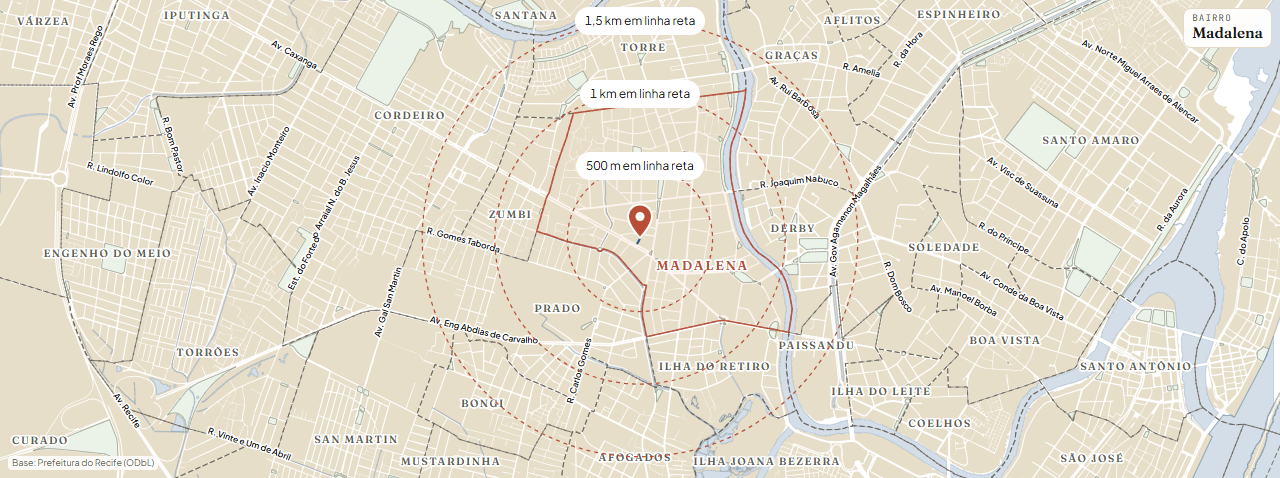 VÁRZEA
IPUTINGA
SANTANA
1,5 km em linha reta
AFLITOS
ESPINHEIRO
BAIRRO
Madalena
Av. Prof Moraes Rego
Av. Caxanga
TORRE
GRAÇAS
R. da Hora
R. Amelia
Av. Norte Miguel Arraes de Alencar
1 km em linha reta
Av. Rui Barbosa
CORDEIRO
R. Bom Pastor
Av. Inacio Monteiro
SANTO AMARO
500 m em linha reta
R. Lindolfo Color
Est. do Forte do Arraial N. do B. Jesus
R. Joaquim Nabuco
Av. Gov Agamenon Magalhães
Av. Visc de Suassuna
R. da Aurora
ZUMBI
DERBY
R. Gomes Taborda
R. do Principe
C. do Apolo
ENGENHO DO MEIO
SOLEDADE
MADALENA
Av. Gal San Martin
R. Dom Bosco
Av. Conde da Boa Vista
Av. Manoel Borba
PRADO
Av. Eng Abdias de Carvalho
PAISSANDU
BOA VISTA
TORRÕES
R. Carlos Gomes
ILHA DO RETIRO
SANTO ANTÔNIO
Av. Recife
BONGI
ILHA DO LEITE
COELHOS
CURADO
R. Vinte e Um de Abril
SAN MARTIN
MUSTARDINHA
AFOGADOS
ILHA JOANA BEZERRA
SÃO JOSÉ
Base: Prefeitura do Recife (ODbL)